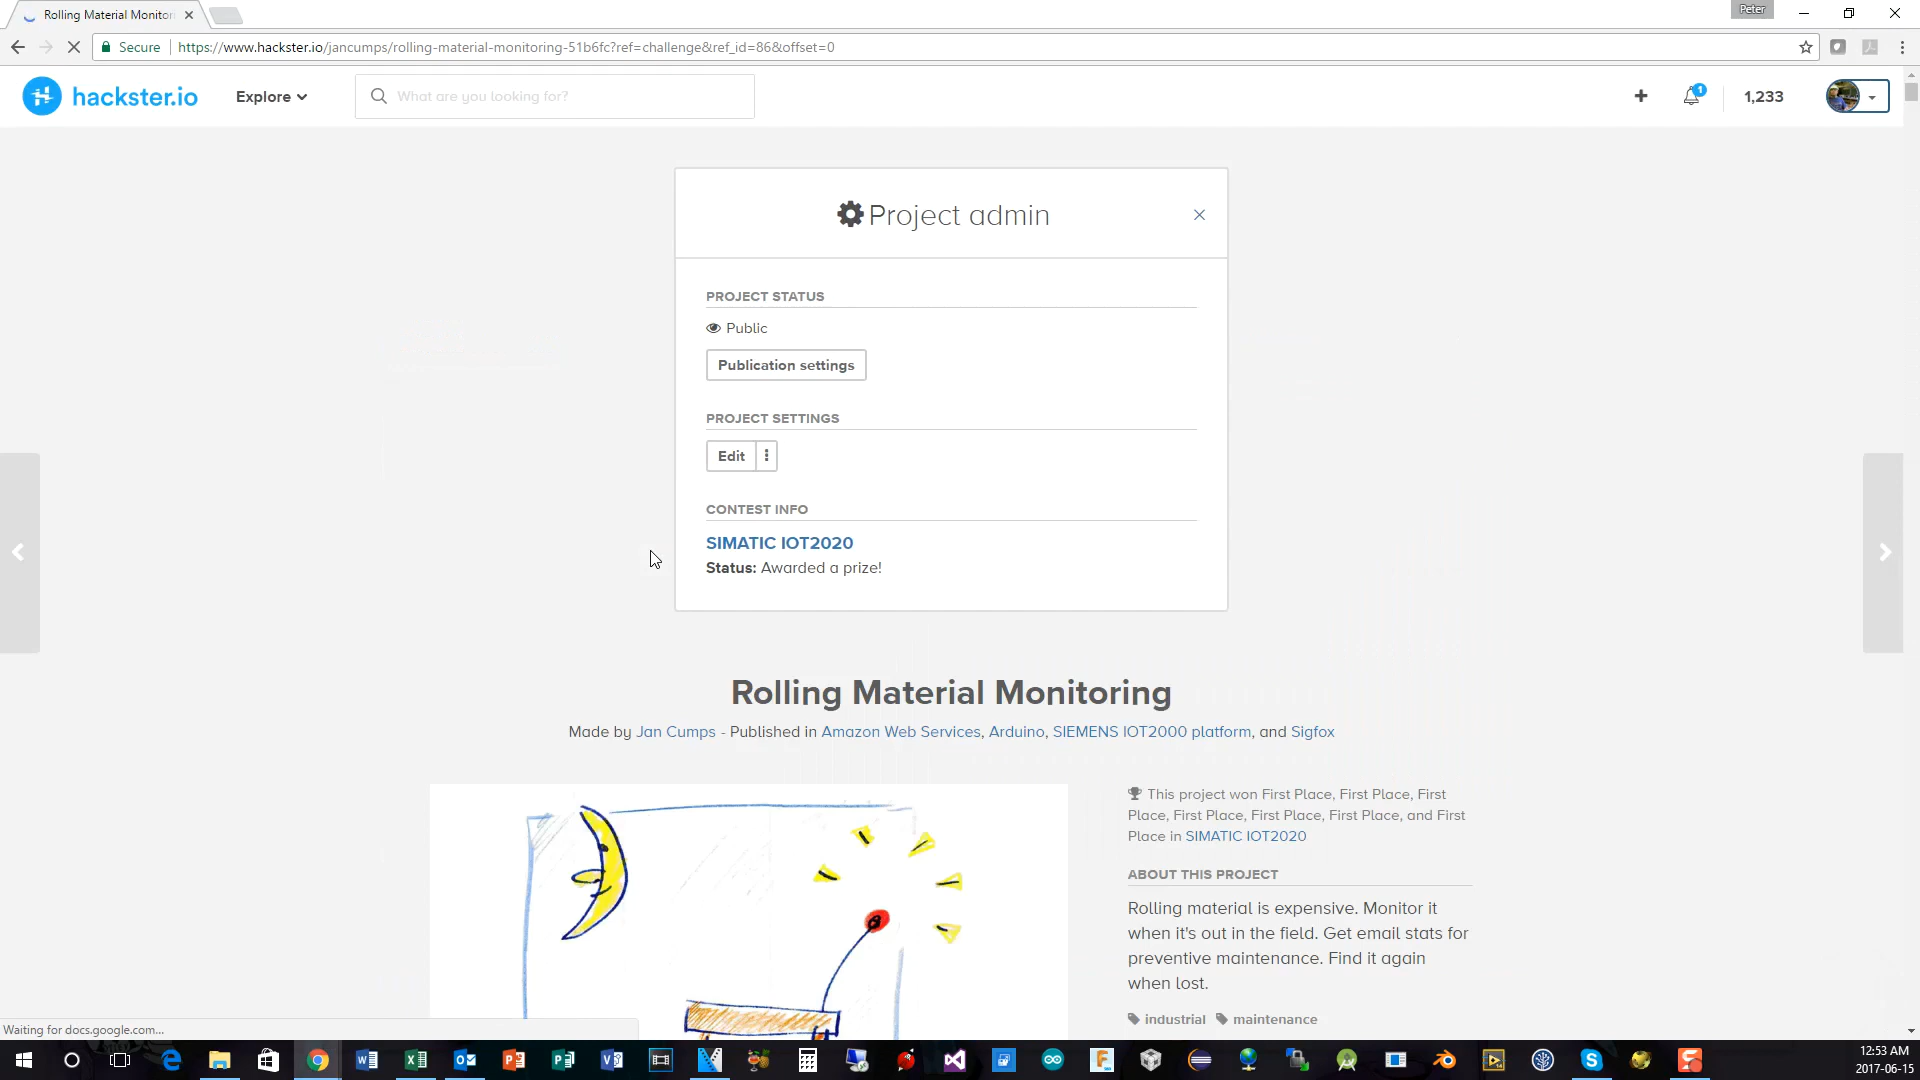 Rolling Material Monitor
Peter
Secure
https://www.hackster.io/jancumps/rolling-material-monitoring-51b6fc?ref=challenge&ref_id=86&offset=0
hackster.io
Explore
What are you looking for?
1
1,233
Project admin
PROJECT STATUS
Public
Publication settings
PROJECT SETTINGS
Edit
CONTEST INFO
SIMATIC IOT2020
Status: Awarded a prize!
Rolling Material Monitoring
Made by Jan Cumps - Published in Amazon Web Services, Arduino, SIEMENS IOT2000 platform, and Sigfox
This project won First Place, First Place, First
Place, First Place, First Place, First Place, and First
Place in SIMATIC IOT2020
ABOUT THIS PROJECT
Rolling material is expensive. Monitor it
when it's out in the field. Get email stats for
preventive maintenance. Find it again
when lost.
industrial maintenance
Waiting for docs.google.com...
12:53 AM
2017-06-15